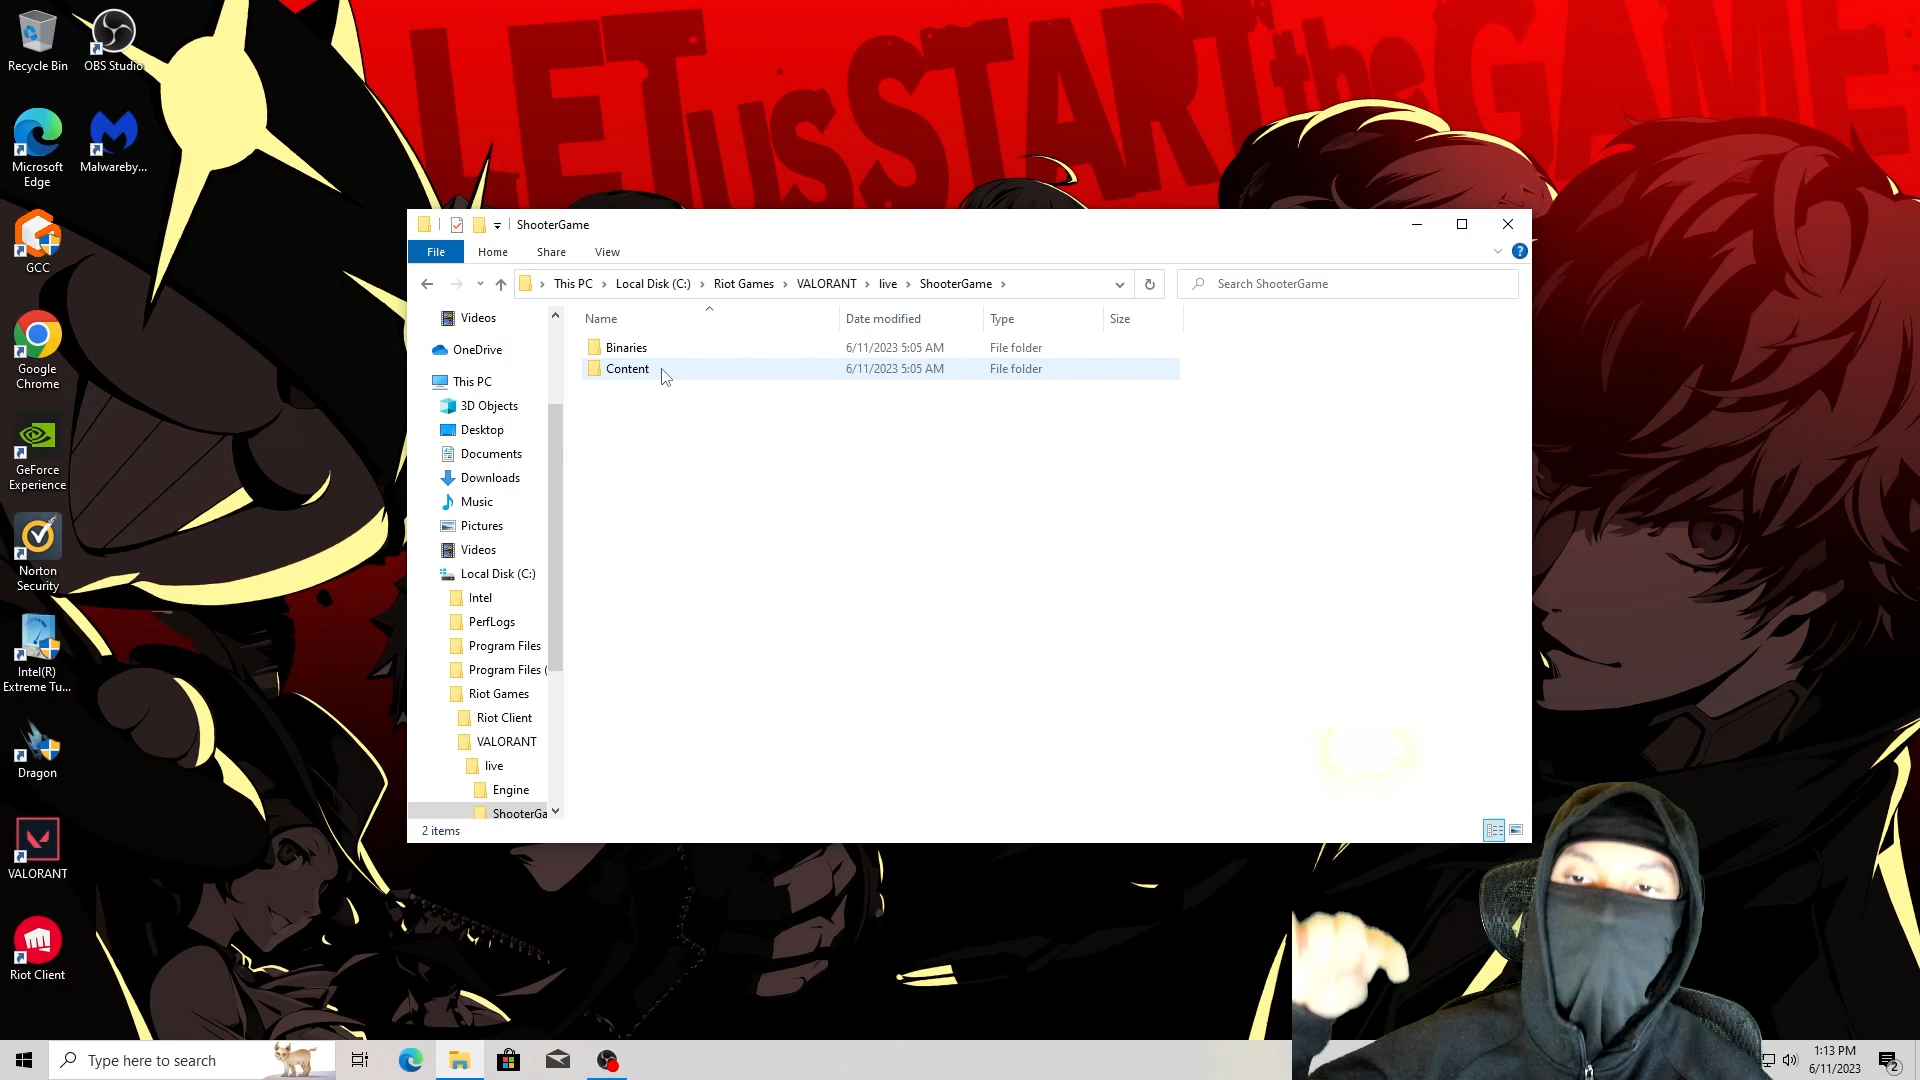 LET US START the GAME
Recycle Bin
OBS Studio
Microsoft
Edge
Malwareby...
GCC
Google
Chrome
GeForce
Experience
Norton
Security
Intel(R)
Extreme Tu...
Dragon
VALORANT
Riot Client
ShooterGame
File
Home
Share
View
This PC
Local Disk (C:)
Riot Games
VALORANT
live
ShooterGame
Search ShooterGame
Videos
OneDrive
This PC
3D Objects
Desktop
Documents
Downloads
Music
Pictures
Videos
Local Disk (C:)
Intel
PerfLogs
Program Files
Program Files (
Riot Games
Riot Client
VALORANT
live
Engine
ShooterGa
Name
Date modified
Type
Size
Binaries
6/11/2023 5:05 AM
File folder
Content
6/11/2023 5:05 AM
File folder
2 items
Type here to search
1:13 PM
6/11/2023
2